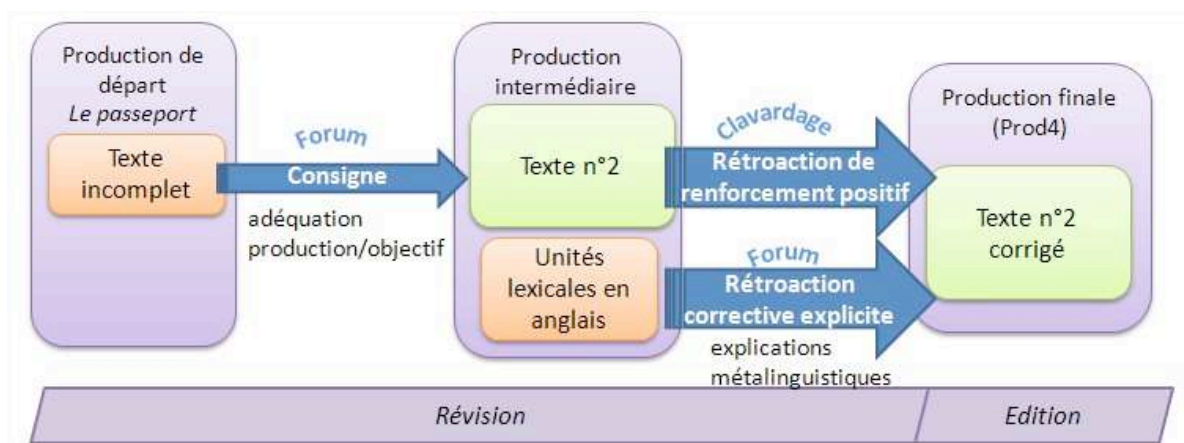 Production de
départ
Le passeport
Texte
incomplet
Forum
Consigne
adéquation
production/objectif
Production
intermédiaire
Texte n°2
Unités
lexicales en
anglais
Clavardage
Rétroaction de
renforcement positif
Forum
Rétroaction
corrective explicite
explications
métalinguistiques
Production finale
(Prod4)
Texte n°2
corrigé
Révision
Edition